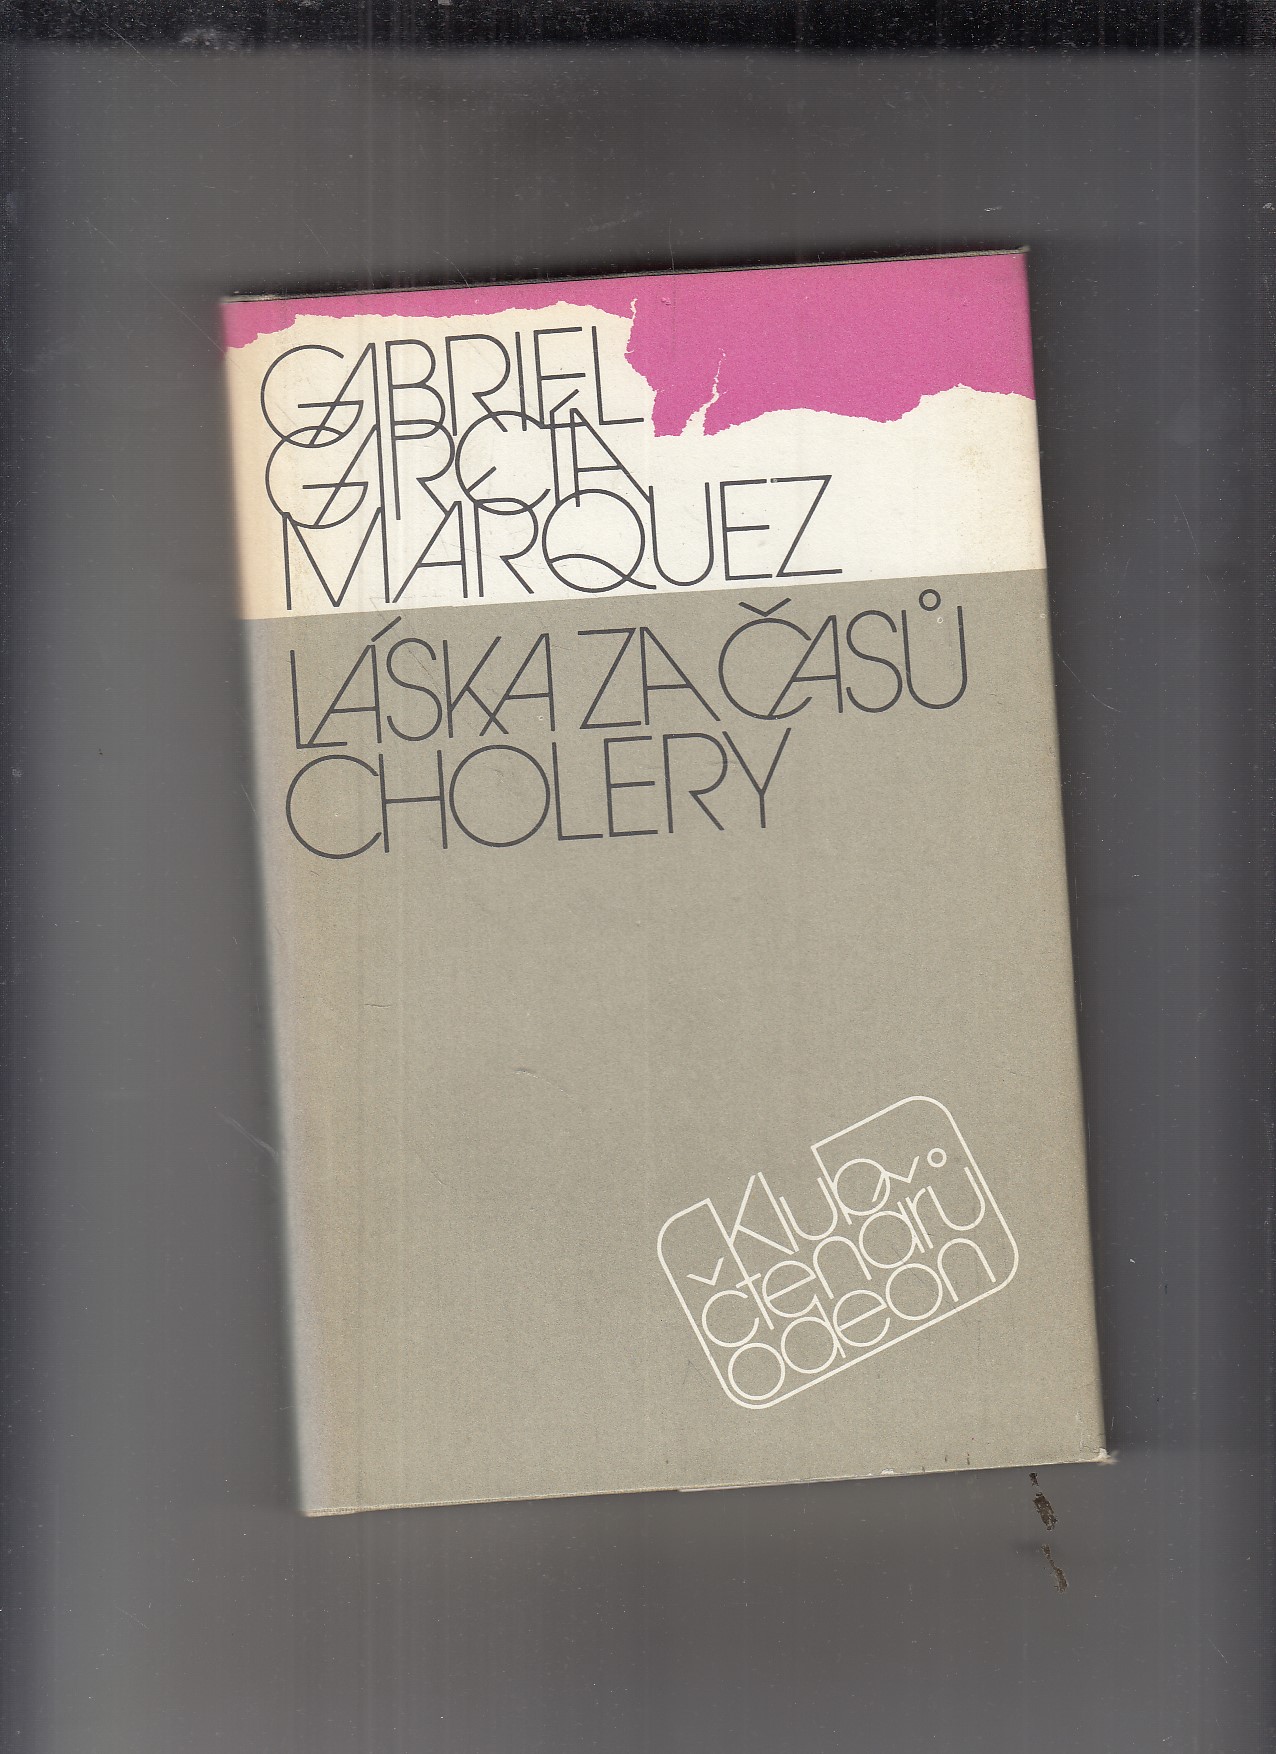 GABRIEL
GARCÍA
MARQUEZ
LÁSKA ZA ČASŮ
CHOLERY
Klub
čtenářů
odeon